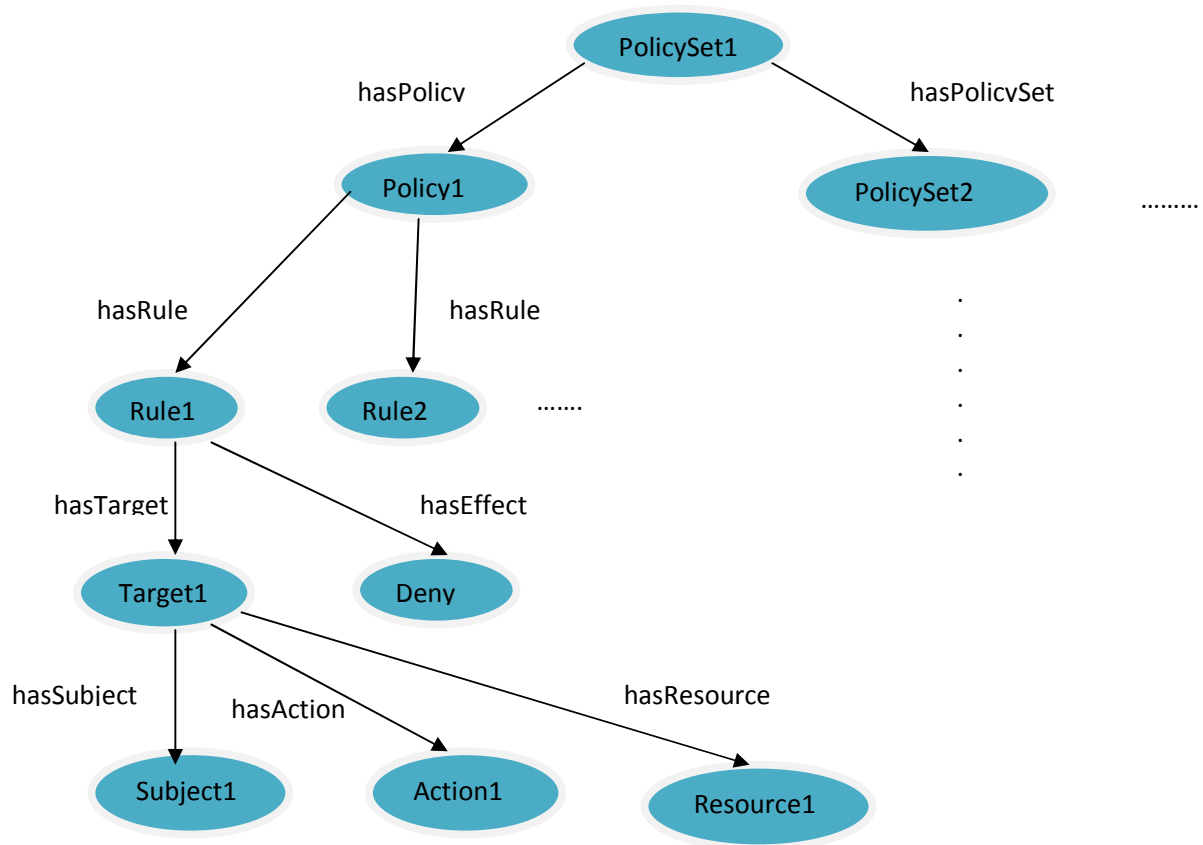 PolicySet1
hasPolicy
hasPolicySet
Policy1
PolicySet2
.........
hasRule
hasRule
.
.
.
.
.
.
Rule1
Rule2
.......
hasTarget
hasEffect
Target1
Deny
hasSubject
hasAction
hasResource
Subject1
Action1
Resource1